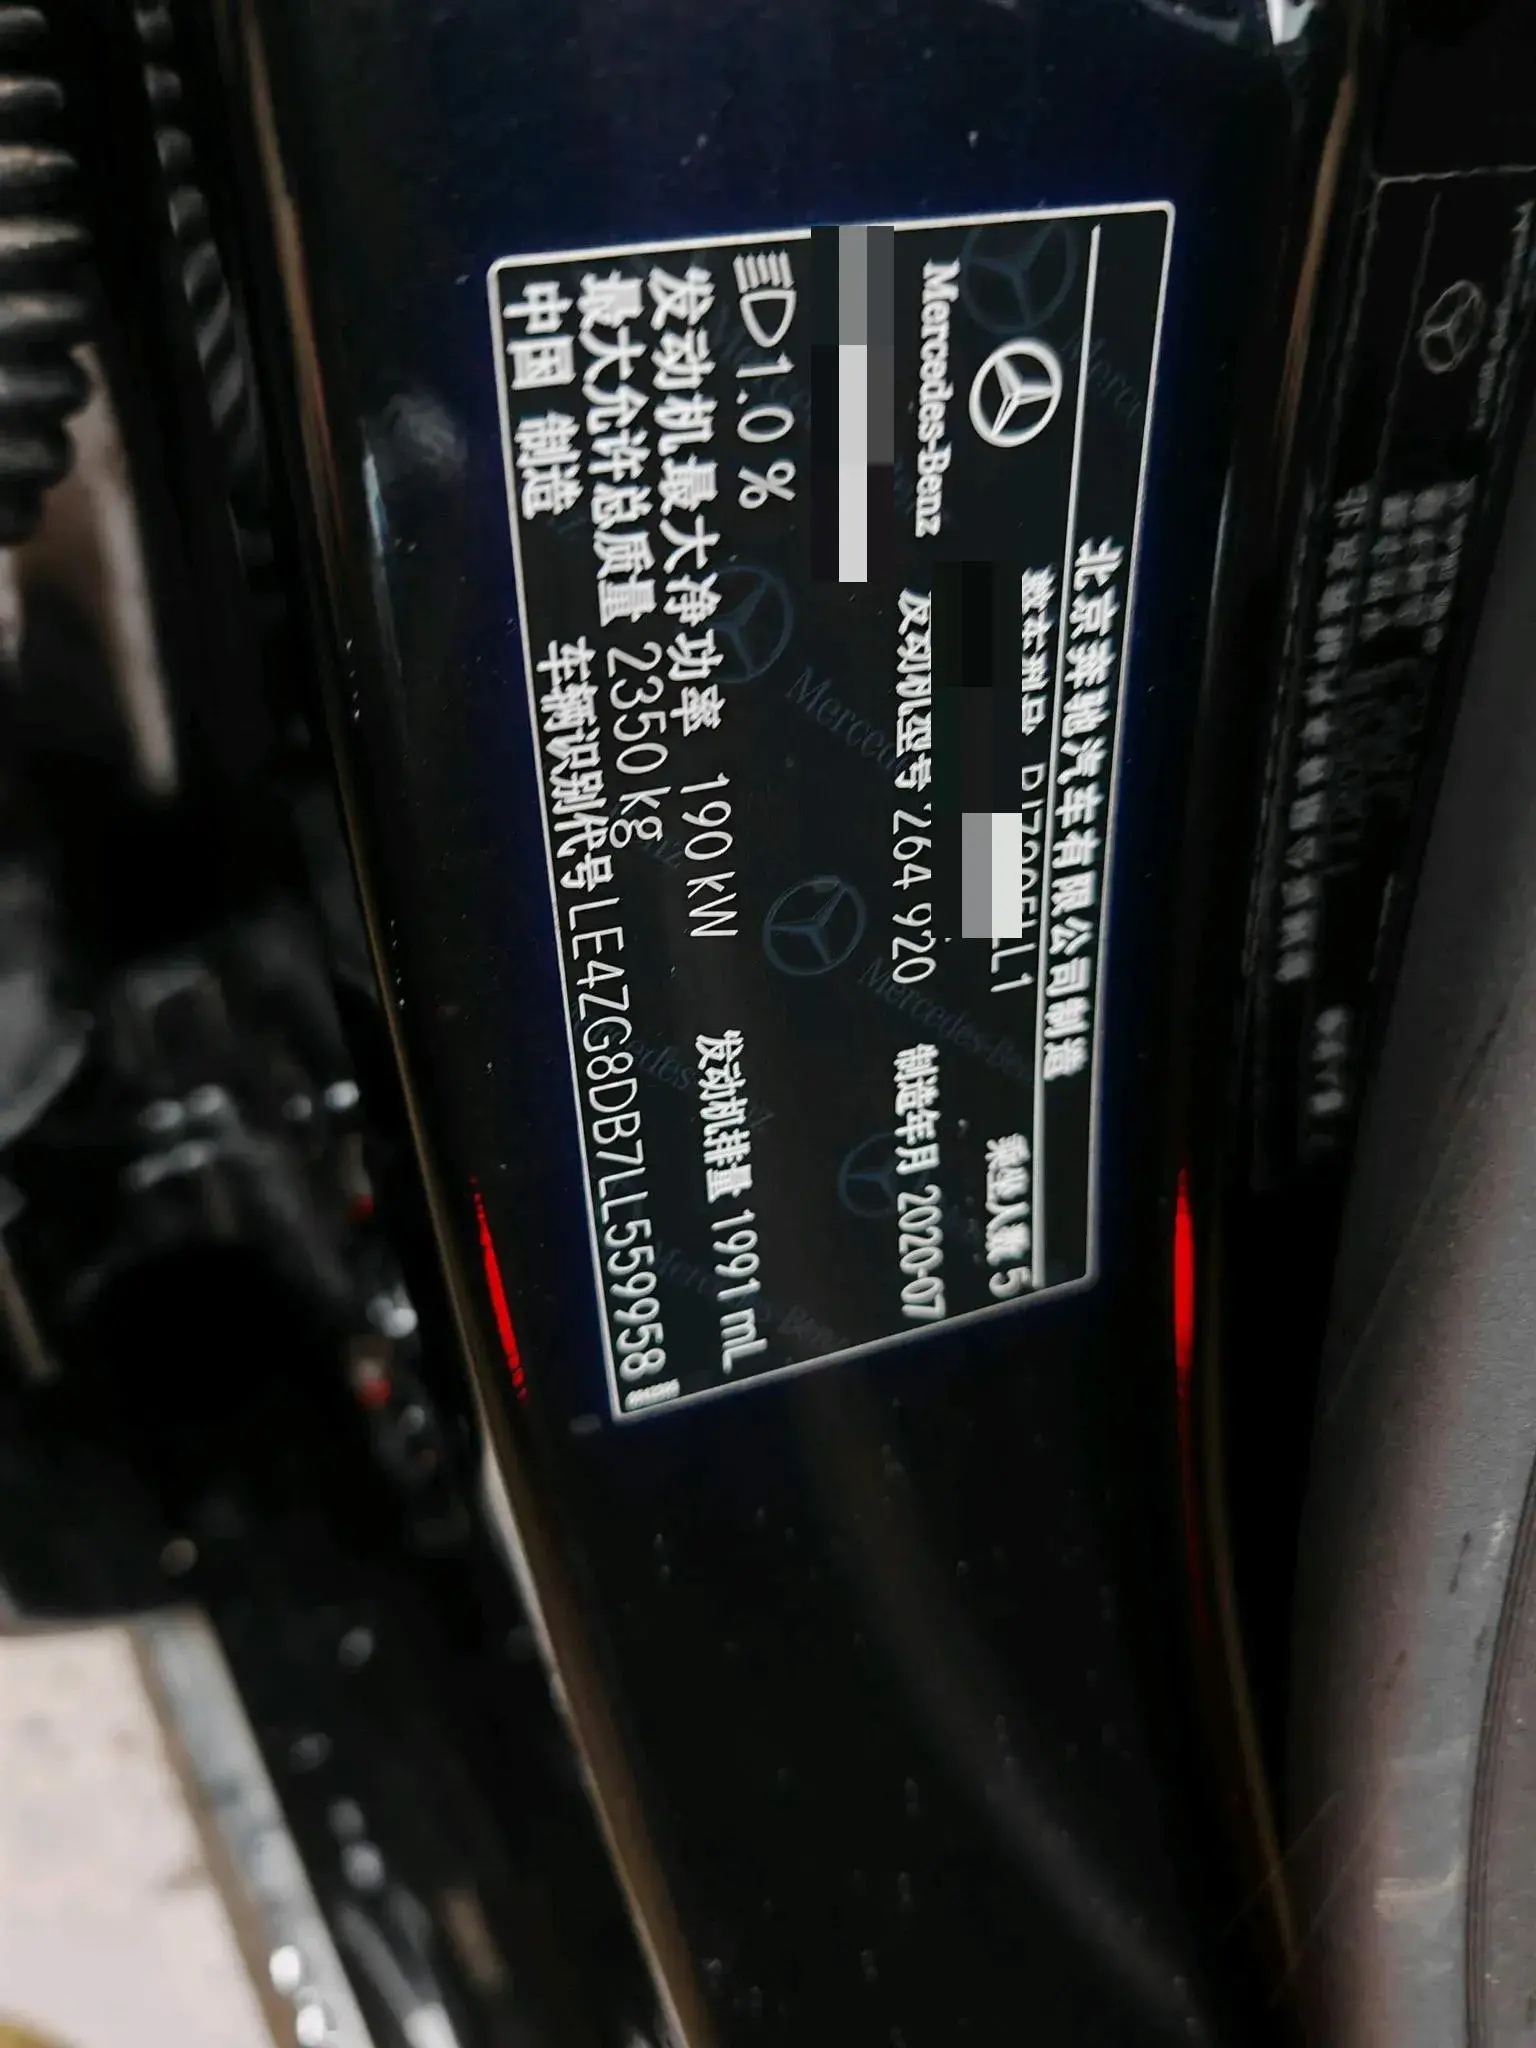 北京奔驰汽车有限公司制造
乘坐人数 5
Mercedes-Benz 发动机型号 264 920 制造年月 2020-07
1.0 %
发动机最大净功率 190 kW 发动机排量 1991 mL
最大允许总质量 2350 kg
中国 制造 车辆识别代号 LE4ZG8DB7LL559958